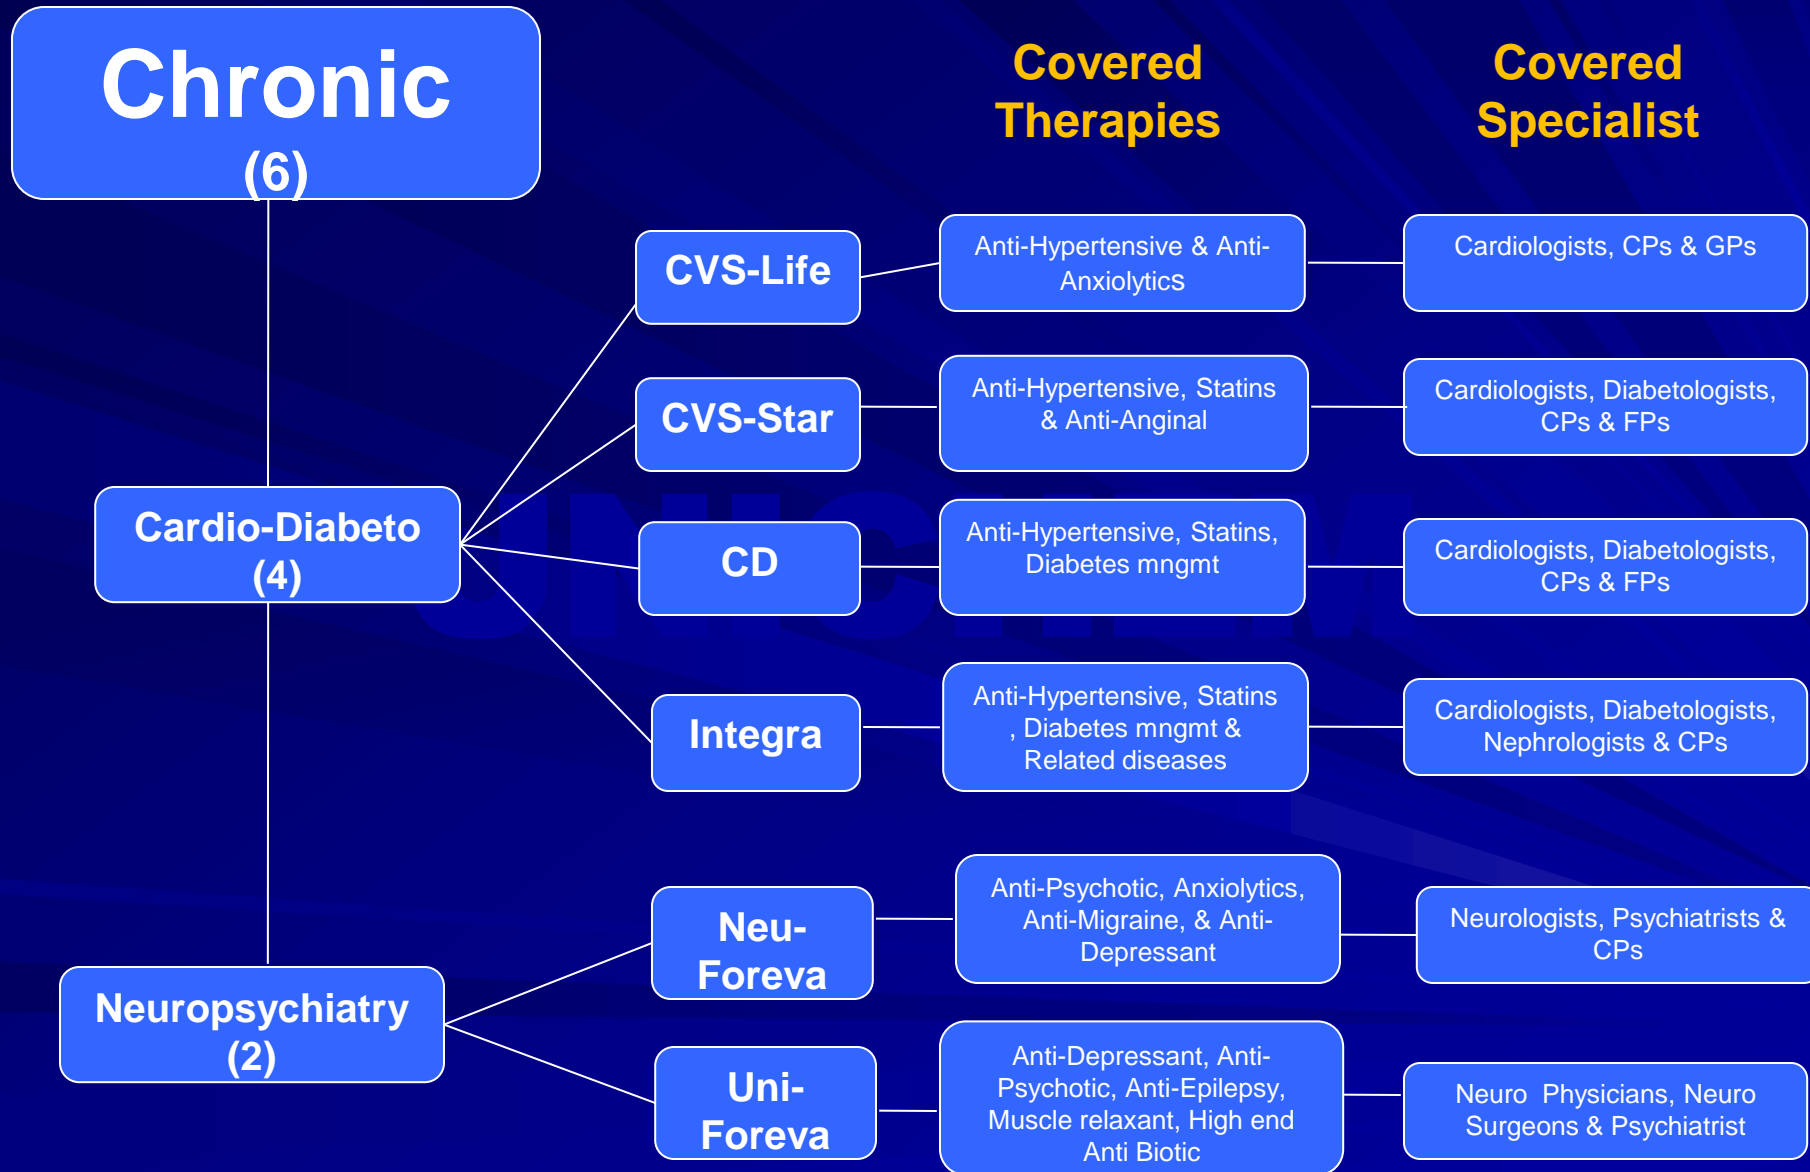 Chronic
(6)
Covered
Therapies
Covered
Specialist
CVS-Life
Anti-Hypertensive & Anti-
Anxiolytics
Cardiologists, CPs & GPs
CVS-Star
Anti-Hypertensive, Statins
& Anti-Anginal
Cardiologists, Diabetologists,
CPs & FPs
Cardio-Diabeto
(4)
CD
Anti-Hypertensive, Statins,
Diabetes mngmt
Cardiologists, Diabetologists,
CPs & FPs
UNICHEM
Integra
Anti-Hypertensive, Statins
, Diabetes mngmt &
Related diseases
Cardiologists, Diabetologists,
Nephrologists & CPs
Neuropsychiatry
(2)
Neu-
Foreva
Anti-Psychotic, Anxiolytics,
Anti-Migraine, & Anti-
Depressant
Neurologists, Psychiatrists &
CPs
Uni-
Foreva
Anti-Depressant, Anti-
Psychotic, Anti-Epilepsy,
Muscle relaxant, High end
Anti Biotic
Neuro  Physicians, Neuro
Surgeons & Psychiatrist